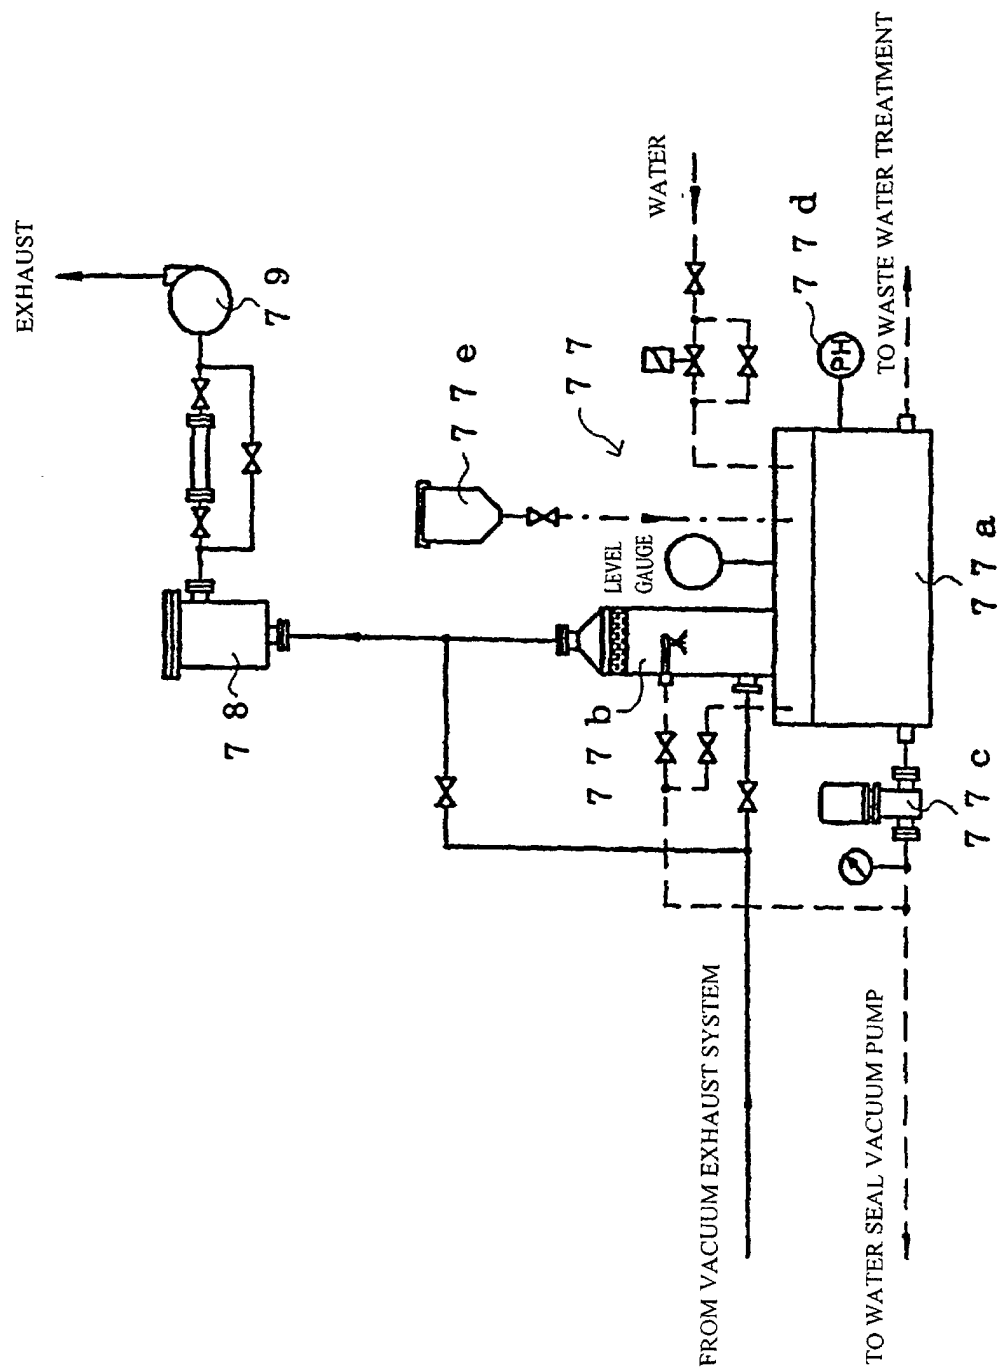 EXHAUST
7 9
7 8
7 7 e
7 7
WATER
7 7 d
PH
TO WASTE WATER TREATMENT
LEVEL
GAUGE
7 7 b
7 7 a
7 7 c
FROM VACUUM EXHAUST SYSTEM
TO WATER SEAL VACUUM PUMP